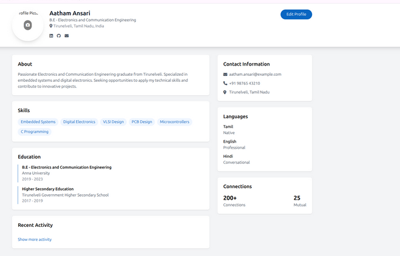 Aatham Ansari
B.E - Electronics and Communication Engineering
Tirunelveli, Tamil Nadu, India
Edit Profile
About
Passionate Electronics and Communication Engineering graduate from Tirunelveli. Specialized in
embedded systems and digital electronics. Seeking opportunities to apply my technical skills and
contribute to innovative projects.
Skills
Embedded Systems
Digital Electronics
VLSI Design
PCB Design
Microcontrollers
C Programming
Education
B.E - Electronics and Communication Engineering
Anna University
2019 - 2023
Higher Secondary Education
Tirunelveli Government Higher Secondary School
2017 - 2019
Recent Activity
Show more activity
Contact Information
aatham.ansari@example.com
+91 98765 43210
Tirunelveli, Tamil Nadu
Languages
Tamil
Native
English
Professional
Hindi
Conversational
Connections
200+
Connections
25
Mutual